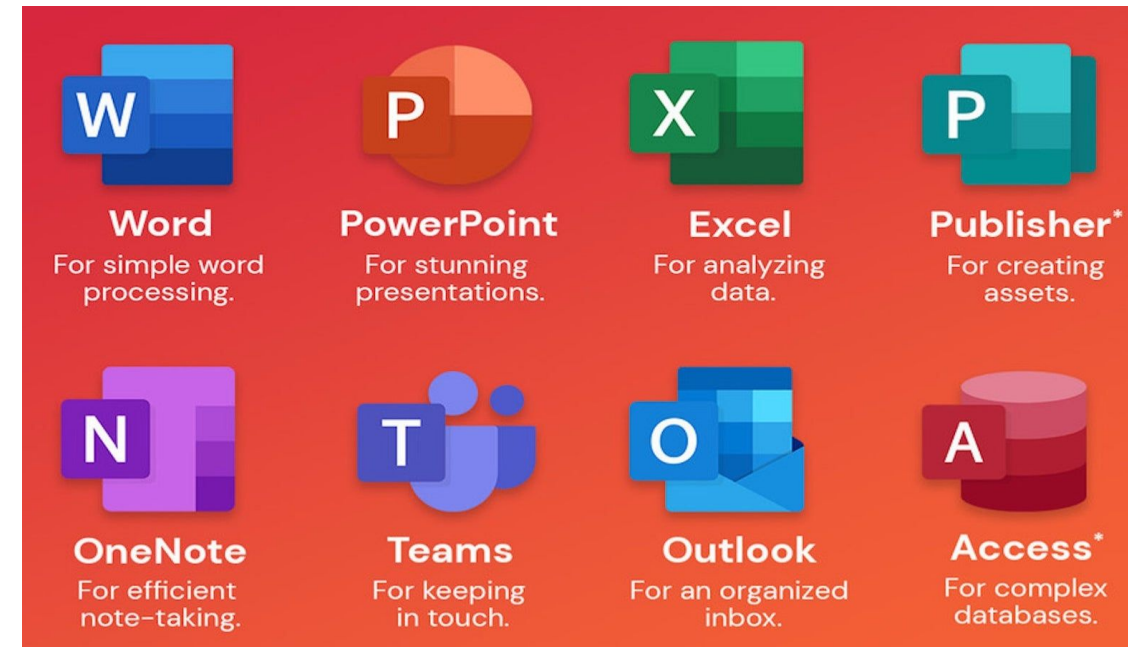 W P X P
Word PowerPoint Excel Publisher*
For simple word For stunning For analyzing For creating
processing. presentations. data. assets.
N T O A
OneNote Teams Outlook Access*
For efficient For keeping For an organized For complex
note-taking. in touch. inbox. databases.